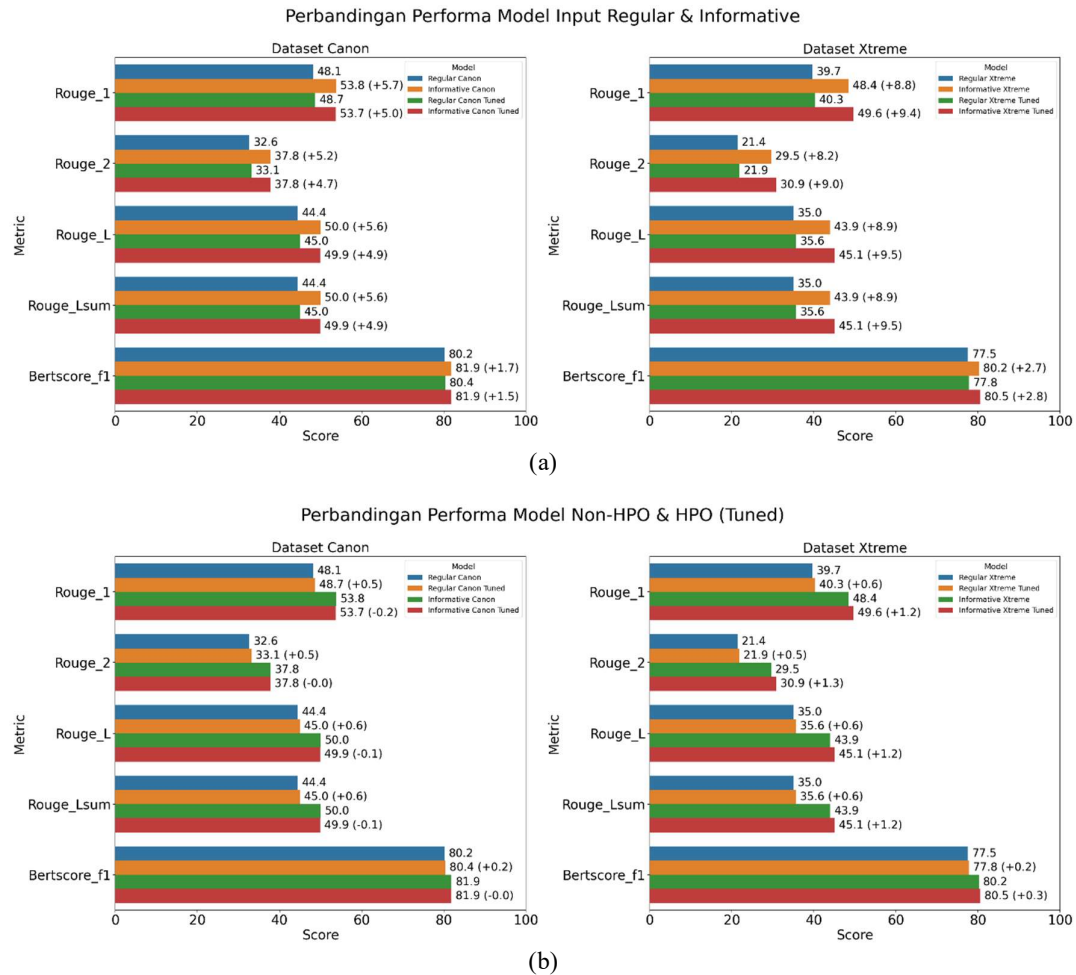 Perbandingan Performa Model Input Regular & Informative
Dataset Canon
Rouge_1
Rouge_2
Rouge_L
Rouge_Lsum
Bertscore_f1
Metric
48.1
53.8 (+5.7)
48.7
53.7 (+5.0)
32.6
37.8 (+5.2)
33.1
37.8 (+4.7)
44.4
50.0 (+5.6)
45.0
49.9 (+4.9)
44.4
50.0 (+5.6)
45.0
49.9 (+4.9)
80.2
81.9 (+1.7)
80.4
81.9 (+1.5)
Model
Regular Canon
Informative Canon
Regular Canon Tuned
Informative Canon Tuned
0 20 40 60 80 100
Score
Dataset Xtreme
Rouge_1
Rouge_2
Rouge_L
Rouge_Lsum
Bertscore_f1
Metric
39.7
48.4 (+8.8)
40.3
49.6 (+9.4)
21.4
29.5 (+8.2)
21.9
30.9 (+9.0)
35.0
43.9 (+8.9)
35.6
45.1 (+9.5)
35.0
43.9 (+8.9)
35.6
45.1 (+9.5)
77.5
80.2 (+2.7)
77.8
80.5 (+2.8)
Model
Regular Xtreme
Informative Xtreme
Regular Xtreme Tuned
Informative Xtreme Tuned
0 20 40 60 80 100
Score
(a)
Perbandingan Performa Model Non-HPO & HPO (Tuned)
Dataset Canon
Rouge_1
Rouge_2
Rouge_L
Rouge_Lsum
Bertscore_f1
Metric
48.1
48.7 (+0.5)
53.8
53.7 (-0.2)
32.6
33.1 (+0.5)
37.8
37.8 (-0.0)
44.4
45.0 (+0.6)
50.0
49.9 (-0.1)
44.4
45.0 (+0.6)
50.0
49.9 (-0.1)
80.2
80.4 (+0.2)
81.9
81.9 (-0.0)
Model
Regular Canon
Regular Canon Tuned
Informative Canon
Informative Canon Tuned
0 20 40 60 80 100
Score
Dataset Xtreme
Rouge_1
Rouge_2
Rouge_L
Rouge_Lsum
Bertscore_f1
Metric
39.7
40.3 (+0.6)
48.4
49.6 (+1.2)
21.4
21.9 (+0.5)
29.5
30.9 (+1.3)
35.0
35.6 (+0.6)
43.9
45.1 (+1.2)
35.0
35.6 (+0.6)
43.9
45.1 (+1.2)
77.5
77.8 (+0.2)
80.2
80.5 (+0.3)
Model
Regular Xtreme
Regular Xtreme Tuned
Informative Xtreme
Informative Xtreme Tuned
0 20 40 60 80 100
Score
(b)